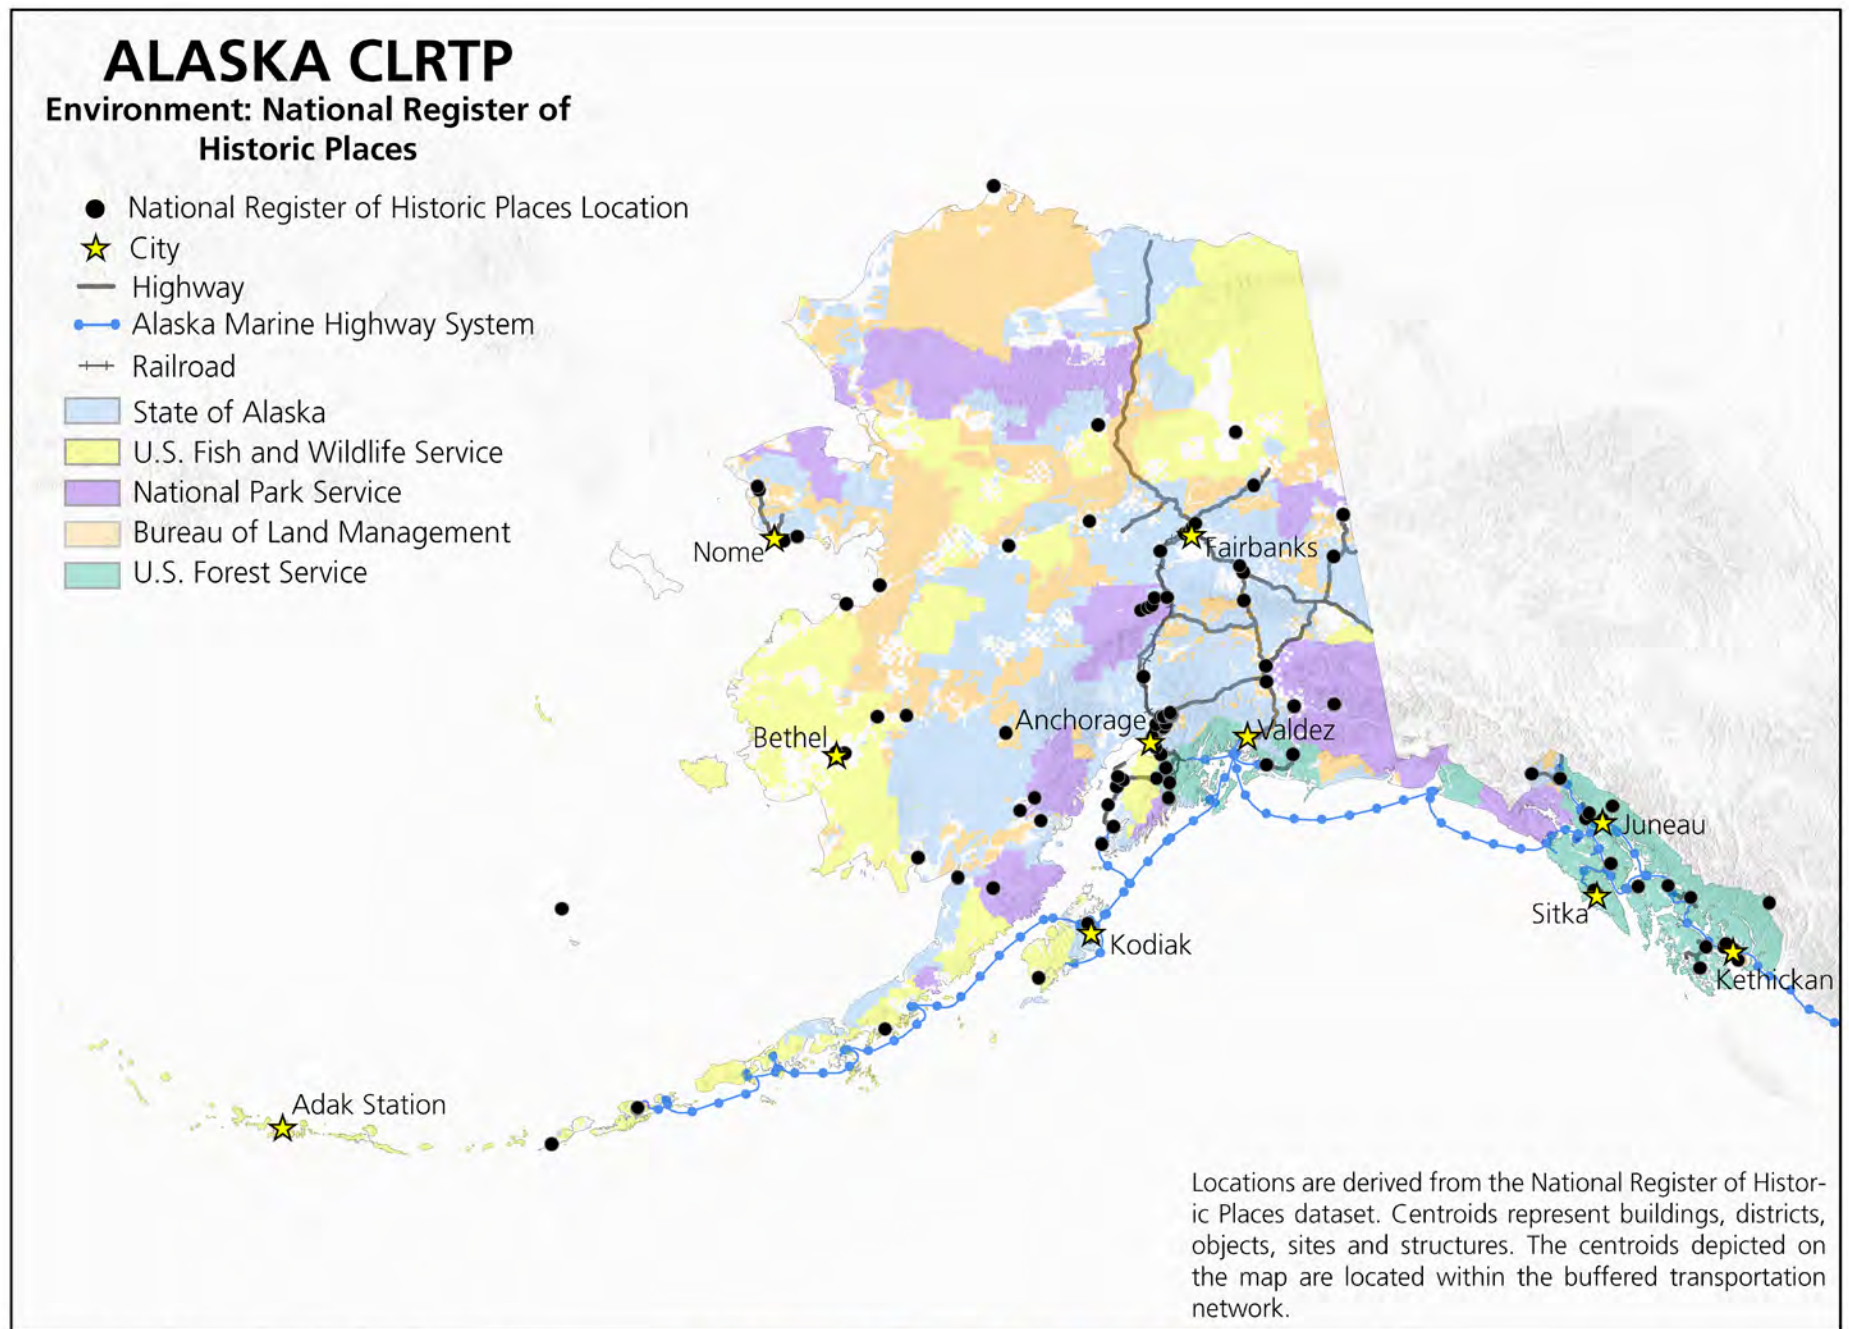 ALASKA CLRTP
Environment: National Register of
Historic Places
National Register of Historic Places Location
City
Highway
Alaska Marine Highway System
Railroad
State of Alaska
U.S. Fish and Wildlife Service
National Park Service
Bureau of Land Management
U.S. Forest Service
Nome
Fairbanks
Anchorage
Valdez
Bethel
Juneau
Sitka
Kodiak
Kethickan
Adak Station
Locations are derived from the National Register of Histor-
ic Places dataset. Centroids represent buildings, districts,
objects, sites and structures. The centroids depicted on
the map are located within the buffered transportation
network.